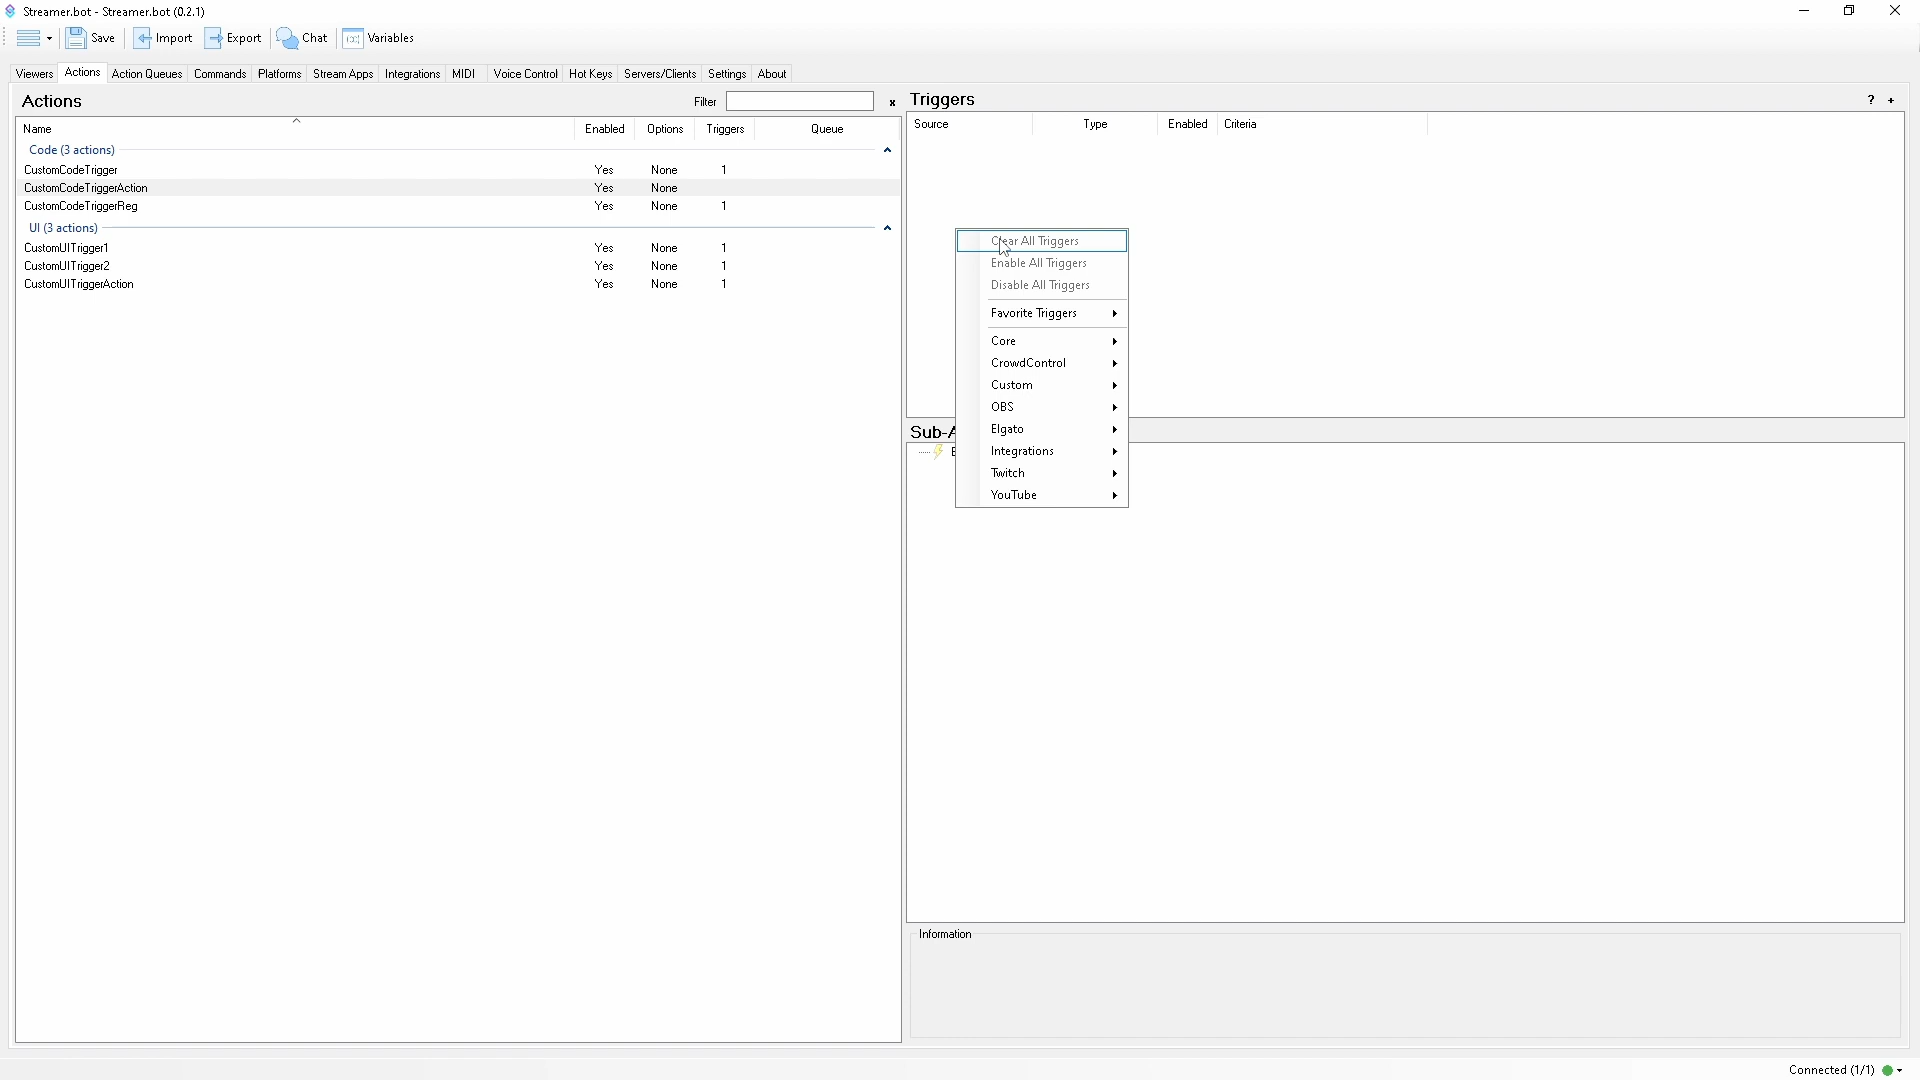 Streamer.bot - Streamer.bot (0.2.1)
Save Import Export Chat Variables
Viewers Actions Action Queues Commands Platforms Stream Apps Integrations MIDI Voice Control Hot Keys Servers/Clients Settings About
Actions Filter x
Name Enabled Options Triggers Queue
Code (3 actions)
CustomCodeTrigger Yes None 1
CustomCodeTriggerAction Yes None
CustomCodeTriggerReg Yes None 1
UI (3 actions)
CustomUITrigger1 Yes None 1
CustomUITrigger2 Yes None 1
CustomUITriggerAction Yes None 1
Triggers ? +
Source Type Enabled Criteria
Clear All Triggers
Enable All Triggers
Disable All Triggers
Favorite Triggers
Core
CrowdControl
Custom
OBS
Elgato
Integrations
Twitch
YouTube
Sub-A
Information
Connected (1/1)